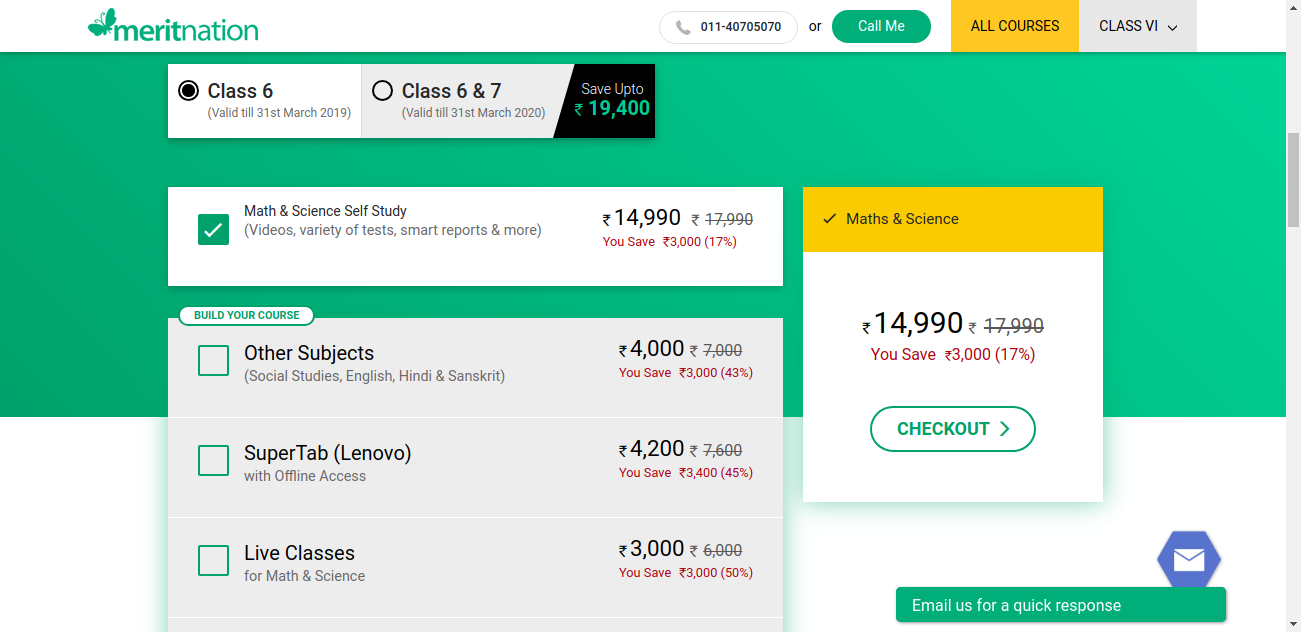 meritnation
011-40705070
or
Call Me
ALL COURSES
CLASS VI
Class 6
(Valid till 31st March 2019)
Class 6 & 7
(Valid till 31st March 2020)
Save Upto
₹ 19,400
Math & Science Self Study
(Videos, variety of tests, smart reports & more)
₹ 14,990 ₹ 17,990
You Save ₹3,000 (17%)
Maths & Science
₹ 14,990 ₹ 17,990
You Save ₹3,000 (17%)
CHECKOUT
BUILD YOUR COURSE
Other Subjects
(Social Studies, English, Hindi & Sanskrit)
₹ 4,000 ₹ 7,000
You Save ₹3,000 (43%)
SuperTab (Lenovo)
with Offline Access
₹ 4,200 ₹ 7,600
You Save ₹3,400 (45%)
Live Classes
for Math & Science
₹ 3,000 ₹ 6,000
You Save ₹3,000 (50%)
Email us for a quick response